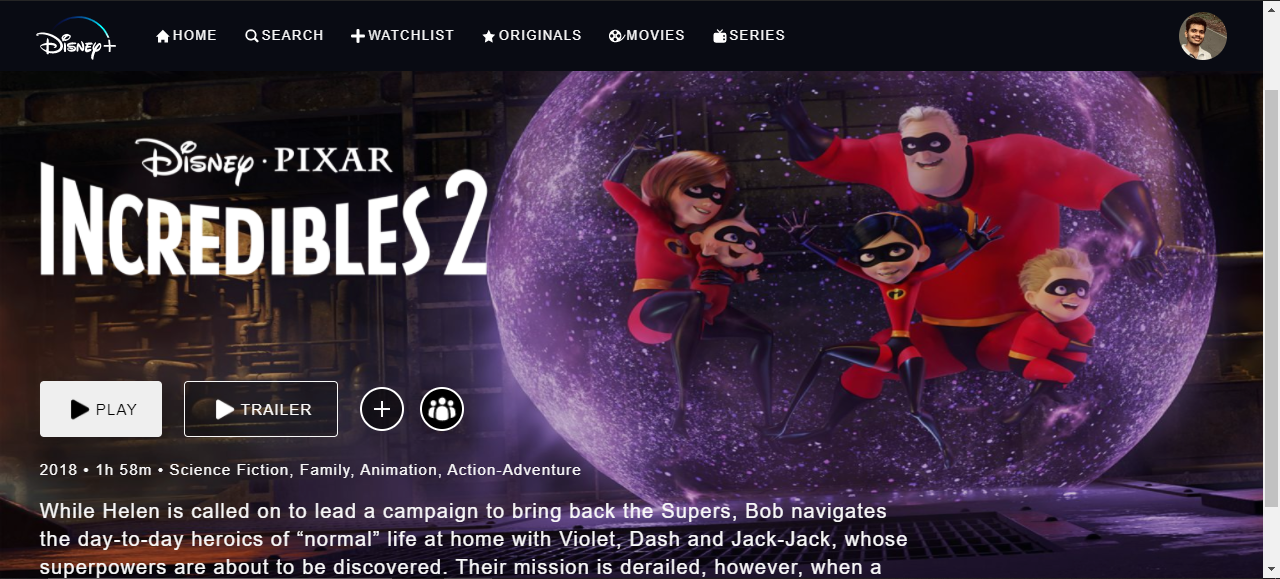 Disney+
HOME
SEARCH
WATCHLIST
ORIGINALS
MOVIES
SERIES
Disney · PIXAR
INCREDIBLES 2
PLAY
TRAILER
2018 • 1h 58m • Science Fiction, Family, Animation, Action-Adventure
While Helen is called on to lead a campaign to bring back the Supers, Bob navigates
the day-to-day heroics of “normal” life at home with Violet, Dash and Jack-Jack, whose
superpowers are about to be discovered. Their mission is derailed, however, when a